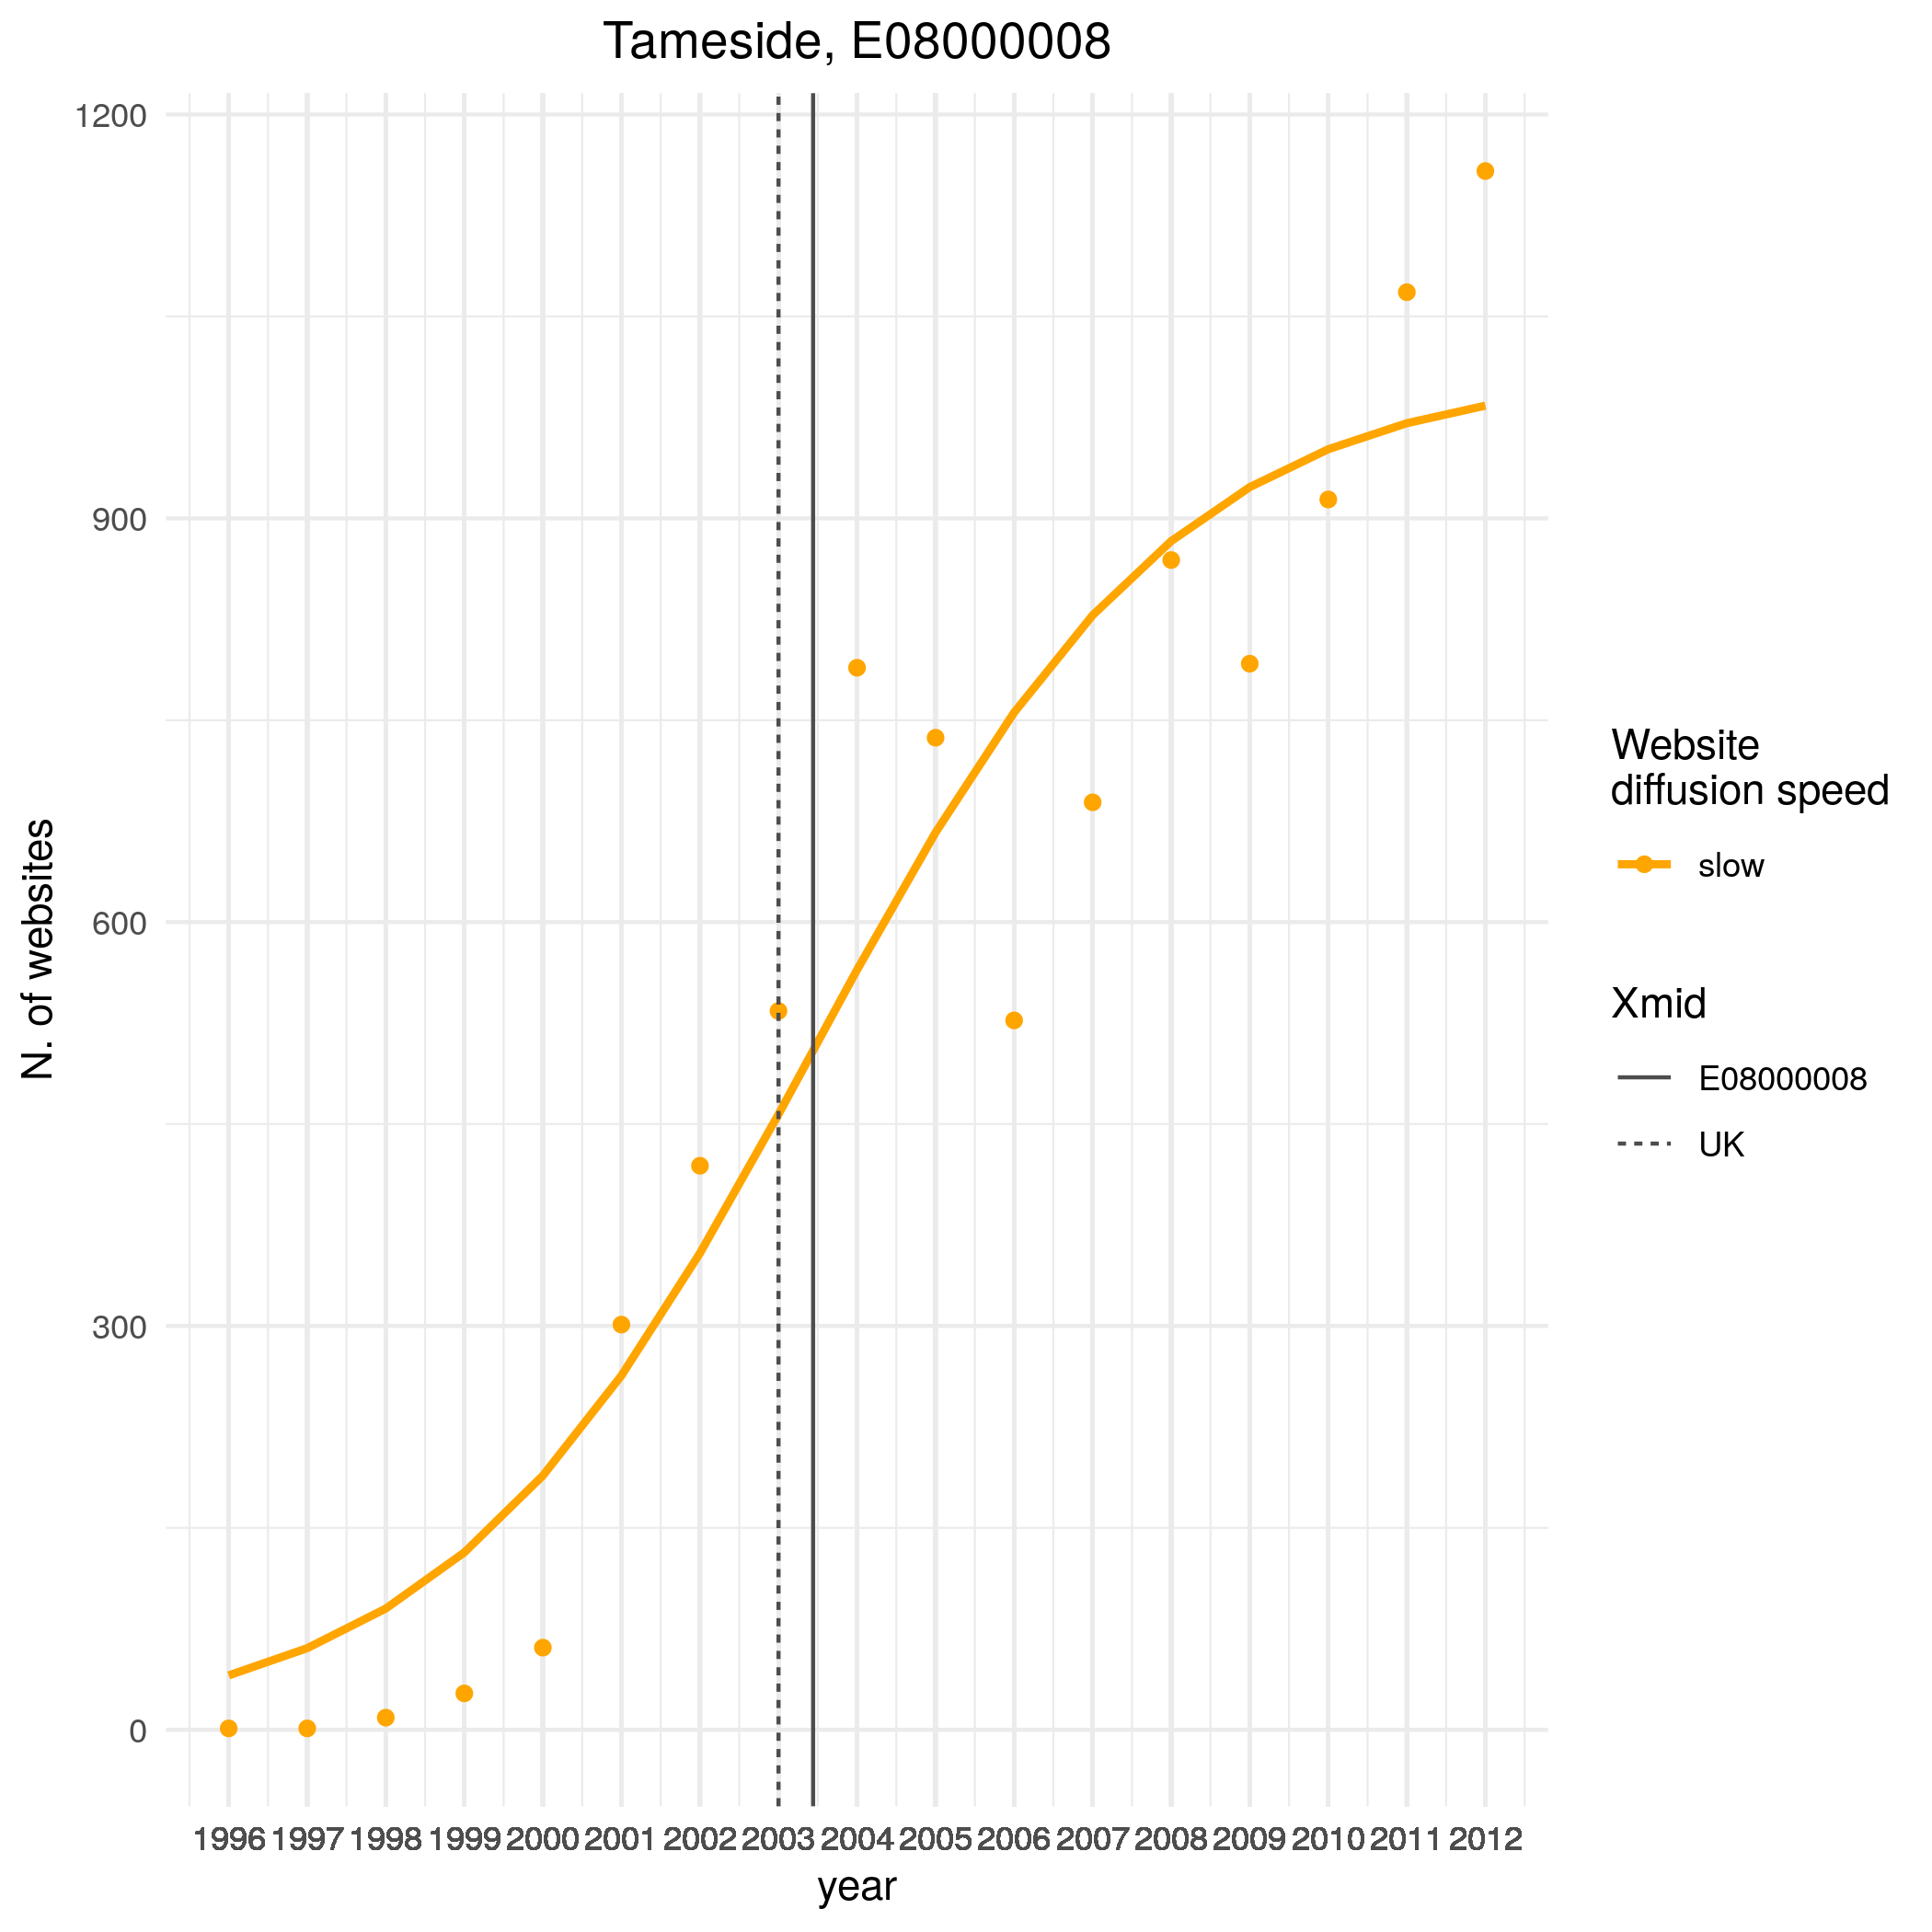 Tameside, E08000008
1200
900
600
300
0
N. of websites
1996 1997 1998 1999 2000 2001 2002 2003 2004 2005 2006 2007 2008 2009 2010 2011 2012
year
Website
diffusion speed
slow
Xmid
E08000008
UK